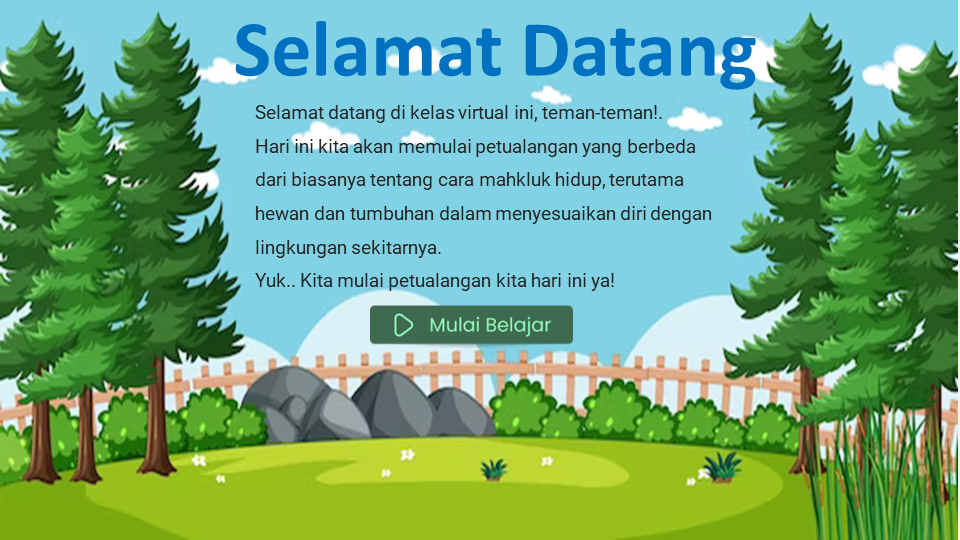 Selamat Datang
Selamat datang di kelas virtual ini, teman-teman!.
Hari ini kita akan memulai petualangan yang berbeda
dari biasanya tentang cara mahkluk hidup, terutama
hewan dan tumbuhan dalam menyesuaikan diri dengan
lingkungan sekitarnya.
Yuk.. Kita mulai petualangan kita hari ini ya!
Mulai Belajar